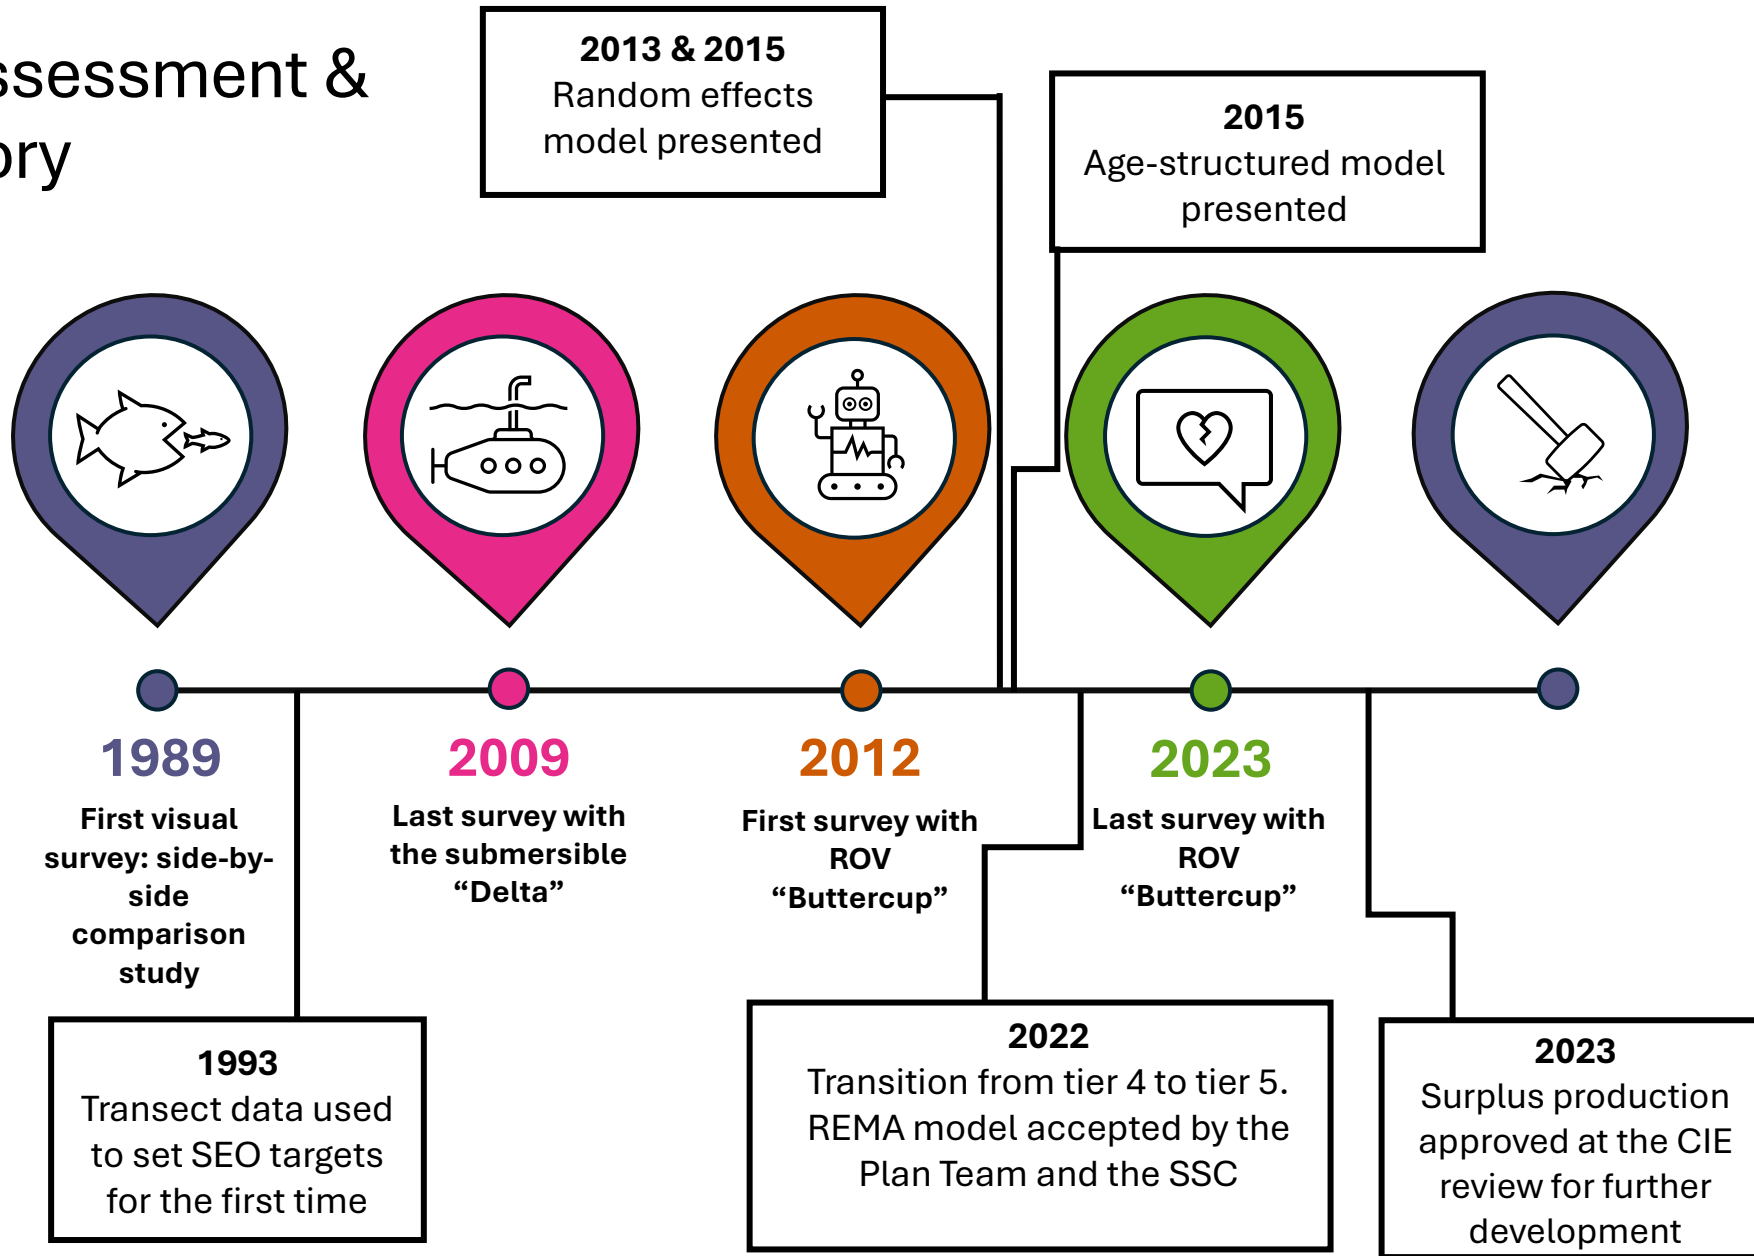 ssessment &
ory
2013 & 2015
Random effects
model presented
2015
Age-structured model
presented
1989
First visual
survey: side-by-
side
comparison
study
2009
Last survey with
the submersible
“Delta”
2012
First survey with
ROV
“Buttercup”
2023
Last survey with
ROV
“Buttercup”
1993
Transect data used
to set SEO targets
for the first time
2022
Transition from tier 4 to tier 5.
REMA model accepted by the
Plan Team and the SSC
2023
Surplus production
approved at the CIE
review for further
development